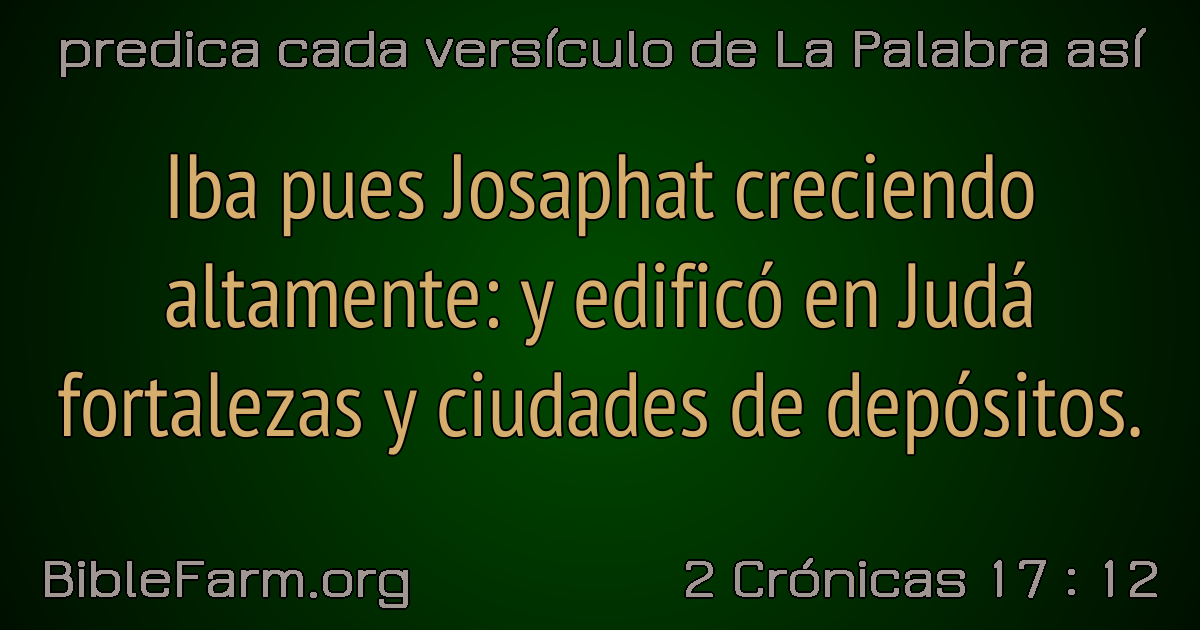 predica cada versículo de La Palabra así
Iba pues Josaphat creciendo
altamente: y edificó en Judá
fortalezas y ciudades de depósitos.
BibleFarm.org
2 Crónicas 17 : 12